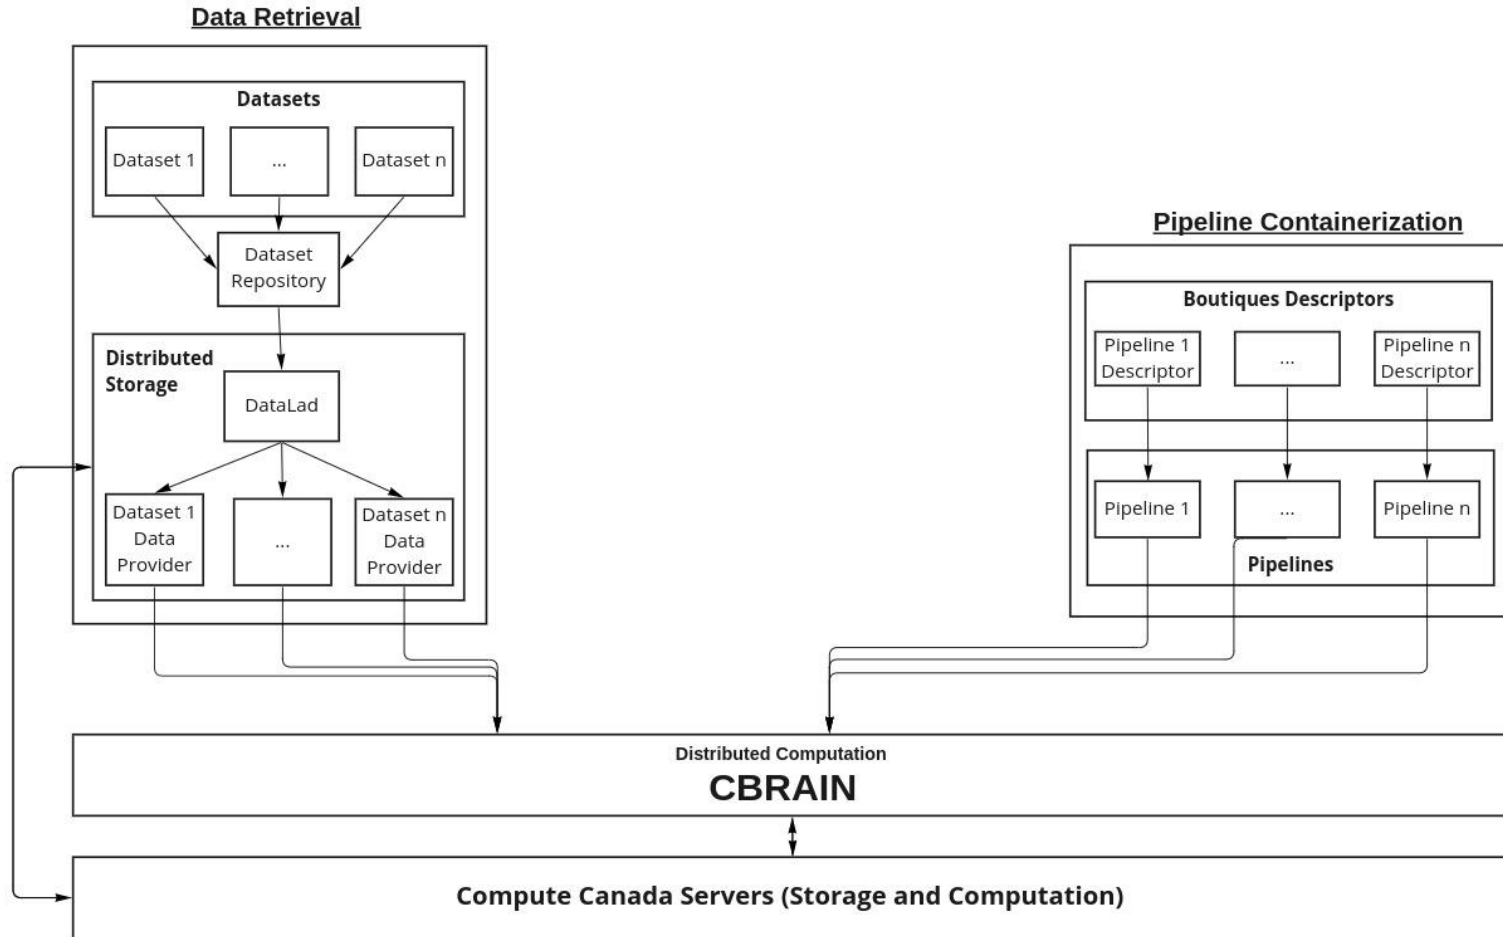 Data Retrieval
Datasets
Dataset 1
...
Dataset n
Dataset
Repository
Distributed
Storage
DataLad
Dataset 1
Data
Provider
...
Dataset n
Data
Provider
Pipeline Containerization
Boutiques Descriptors
Pipeline 1
Descriptor
...
Pipeline n
Descriptor
Pipeline 1
...
Pipeline n
Pipelines
Distributed Computation
CBRAIN
Compute Canada Servers (Storage and Computation)